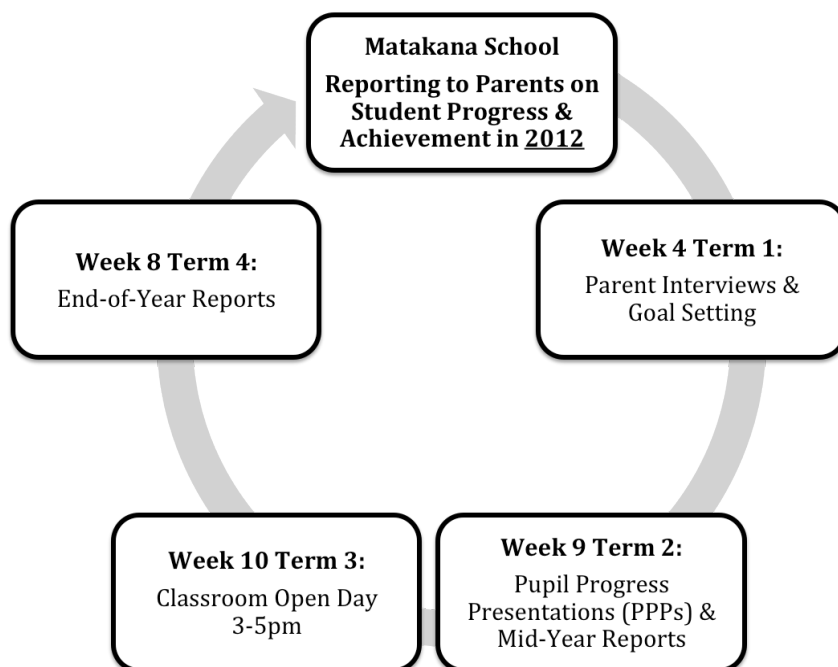 Matakana School
Reporting to Parents on
Student Progress &
Achievement in 2012
Week 4 Term 1:
Parent Interviews &
Goal Setting
Week 9 Term 2:
Pupil Progress
Presentations (PPPs) &
Mid-Year Reports
Week 10 Term 3:
Classroom Open Day
3-5pm
Week 8 Term 4:
End-of-Year Reports